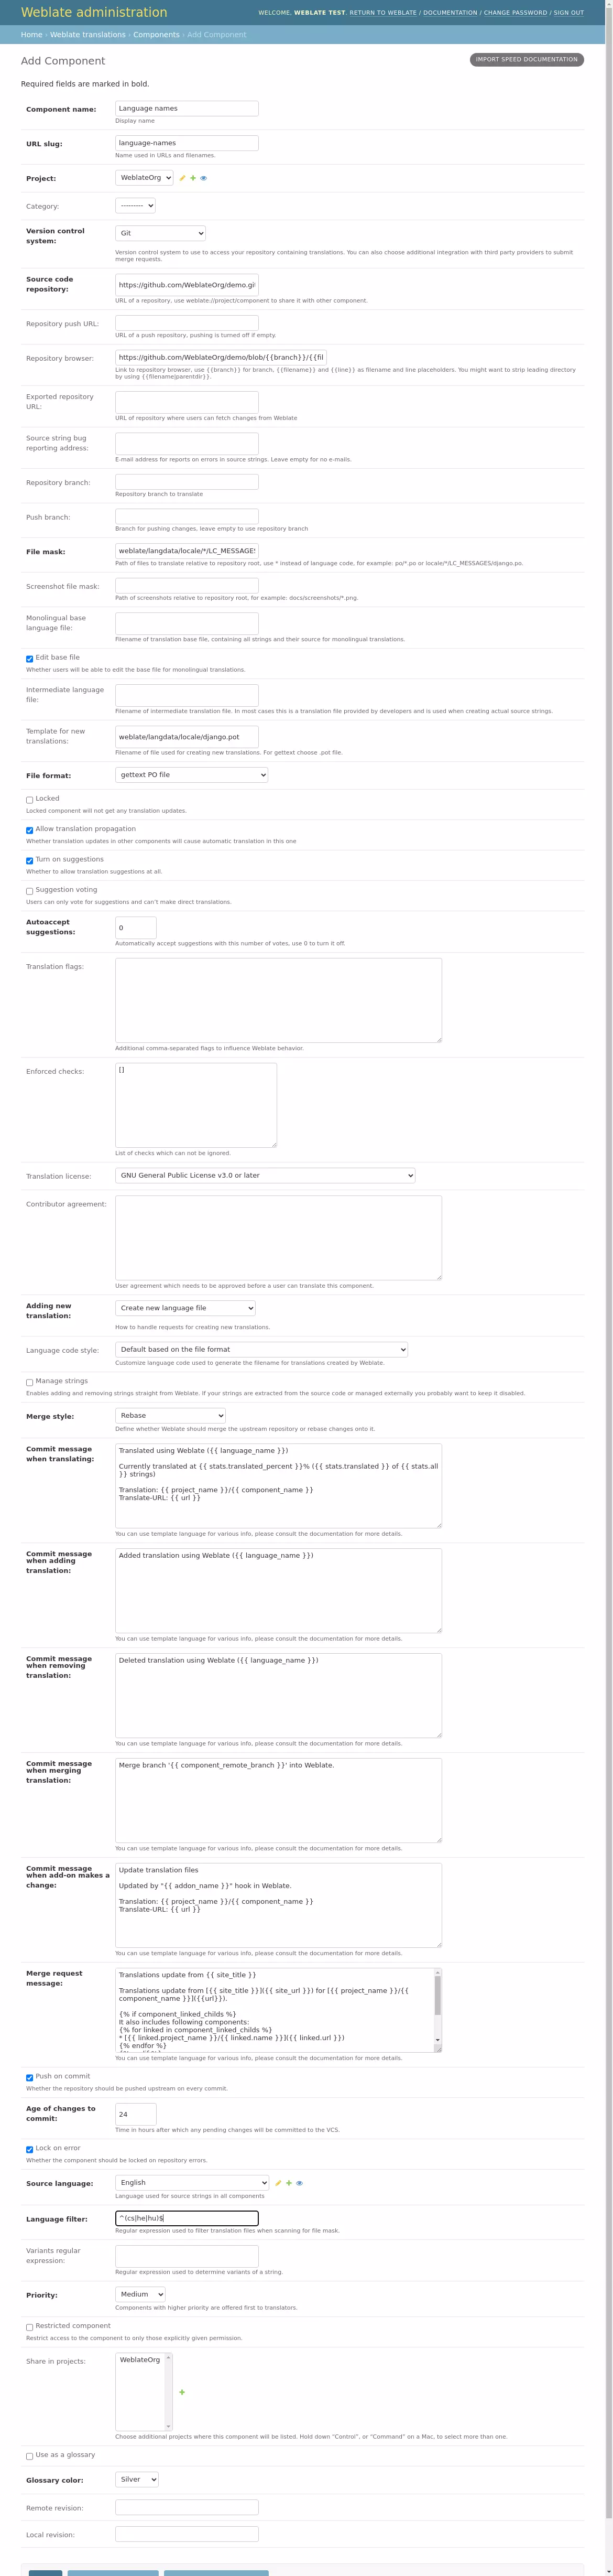 Weblate administration
WELCOME, WEBLATE TEST. RETURN TO WEBLATE / DOCUMENTATION / CHANGE PASSWORD / SIGN OUT
Home › Weblate translations › Components › Add Component
Add Component
IMPORT SPEED DOCUMENTATION
Required fields are marked in bold.
Component name:
Language names
Display name
URL slug:
language-names
Name used in URLs and filenames.
Project:
WeblateOrg
Category:
---------
Version control system:
Git
Version control system to use to access your repository containing translations. You can also choose additional integration with third party providers to submit
merge requests.
Source code repository:
https://github.com/WeblateOrg/demo.gi
URL of a repository, use weblate://project/component to share it with other component.
Repository push URL:
URL of a push repository, pushing is turned off if empty.
Repository browser:
https://github.com/WeblateOrg/demo/blob/{{branch}}/{{fil
Link to repository browser, use {{branch}} for branch, {{filename}} and {{line}} as filename and line placeholders. You might want to strip leading directory
by using {{filename|parentdir}}.
Exported repository URL:
URL of repository where users can fetch changes from Weblate
Source string bug reporting address:
E-mail address for reports on errors in source strings. Leave empty for no e-mails.
Repository branch:
Repository branch to translate
Push branch:
Branch for pushing changes, leave empty to use repository branch
File mask:
weblate/langdata/locale/*/LC_MESSAGES
Path of files to translate relative to repository root, use * instead of language code, for example: po/*.po or locale/*/LC_MESSAGES/django.po.
Screenshot file mask:
Path of screenshots relative to repository root, for example: docs/screenshots/*.png.
Monolingual base language file:
Filename of translation base file, containing all strings and their source for monolingual translations.
Edit base file
Whether users will be able to edit the base file for monolingual translations.
Intermediate language file:
Filename of intermediate translation file. In most cases this is a translation file provided by developers and is used when creating actual source strings.
Template for new translations:
weblate/langdata/locale/django.pot
Filename of file used for creating new translations. For gettext choose .pot file.
File format:
gettext PO file
Locked
Locked component will not get any translation updates.
Allow translation propagation
Whether translation updates in other components will cause automatic translation in this one
Turn on suggestions
Whether to allow translation suggestions at all.
Suggestion voting
Users can only vote for suggestions and can't make direct translations.
Autoaccept suggestions:
0
Automatically accept suggestions with this number of votes, use 0 to turn it off.
Translation flags:
Additional comma-separated flags to influence Weblate behavior.
Enforced checks:
[]
List of checks which can not be ignored.
Translation license:
GNU General Public License v3.0 or later
Contributor agreement:
User agreement which needs to be approved before a user can translate this component.
Adding new translation:
Create new language file
How to handle requests for creating new translations.
Language code style:
Default based on the file format
Customize language code used to generate the filename for translations created by Weblate.
Manage strings
Enables adding and removing strings straight from Weblate. If your strings are extracted from the source code or managed externally you probably want to keep it disabled.
Merge style:
Rebase
Define whether Weblate should merge the upstream repository or rebase changes onto it.
Commit message when translating:
Translated using Weblate ({{ language_name }})
Currently translated at {{ stats.translated_percent }}% ({{ stats.translated }} of {{ stats.all
}} strings)
Translation: {{ project_name }}/{{ component_name }}
Translate-URL: {{ url }}
You can use template language for various info, please consult the documentation for more details.
Commit message when adding translation:
Added translation using Weblate ({{ language_name }})
You can use template language for various info, please consult the documentation for more details.
Commit message when removing translation:
Deleted translation using Weblate ({{ language_name }})
You can use template language for various info, please consult the documentation for more details.
Commit message when merging translation:
Merge branch '{{ component_remote_branch }}' into Weblate.
You can use template language for various info, please consult the documentation for more details.
Commit message when add-on makes a change:
Update translation files
Updated by "{{ addon_name }}" hook in Weblate.
Translation: {{ project_name }}/{{ component_name }}
Translate-URL: {{ url }}
You can use template language for various info, please consult the documentation for more details.
Merge request message:
Translations update from {{ site_title }}
Translations update from [{{ site_title }}]({{ site_url }}) for [{{ project_name }}/{{
component_name }}]({{url}}).
{% if component_linked_childs %}
It also includes following components:
{% for linked in component_linked_childs %}
* [{{ linked.project_name }}/{{ linked.name }}]({{ linked.url }})
{% endfor %}
You can use template language for various info, please consult the documentation for more details.
Push on commit
Whether the repository should be pushed upstream on every commit.
Age of changes to commit:
24
Time in hours after which any pending changes will be committed to the VCS.
Lock on error
Whether the component should be locked on repository errors.
Source language:
English
Language used for source strings in all components
Language filter:
^(cs|he|hu)$
Regular expression used to filter translation files when scanning for file mask.
Variants regular expression:
Regular expression used to determine variants of a string.
Priority:
Medium
Components with higher priority are offered first to translators.
Restricted component
Restrict access to the component to only those explicitly given permission.
Share in projects:
WeblateOrg
Choose additional projects where this component will be listed. Hold down “Control”, or “Command” on a Mac, to select more than one.
Use as a glossary
Glossary color:
Silver
Remote revision:
Local revision: